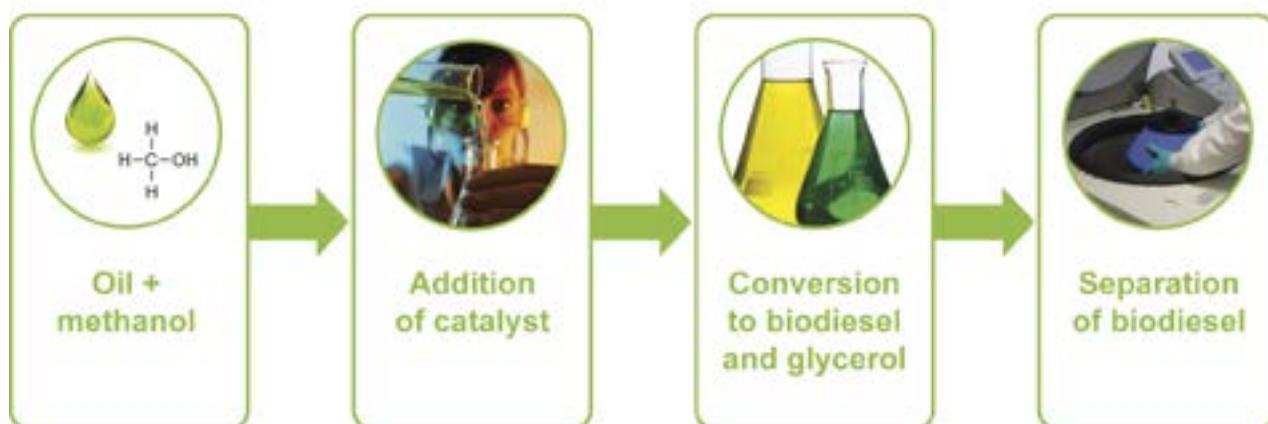 H
H–C–OH
H
Oil +
methanol
Addition
of catalyst
Conversion
to biodiesel
and glycerol
Separation
of biodiesel